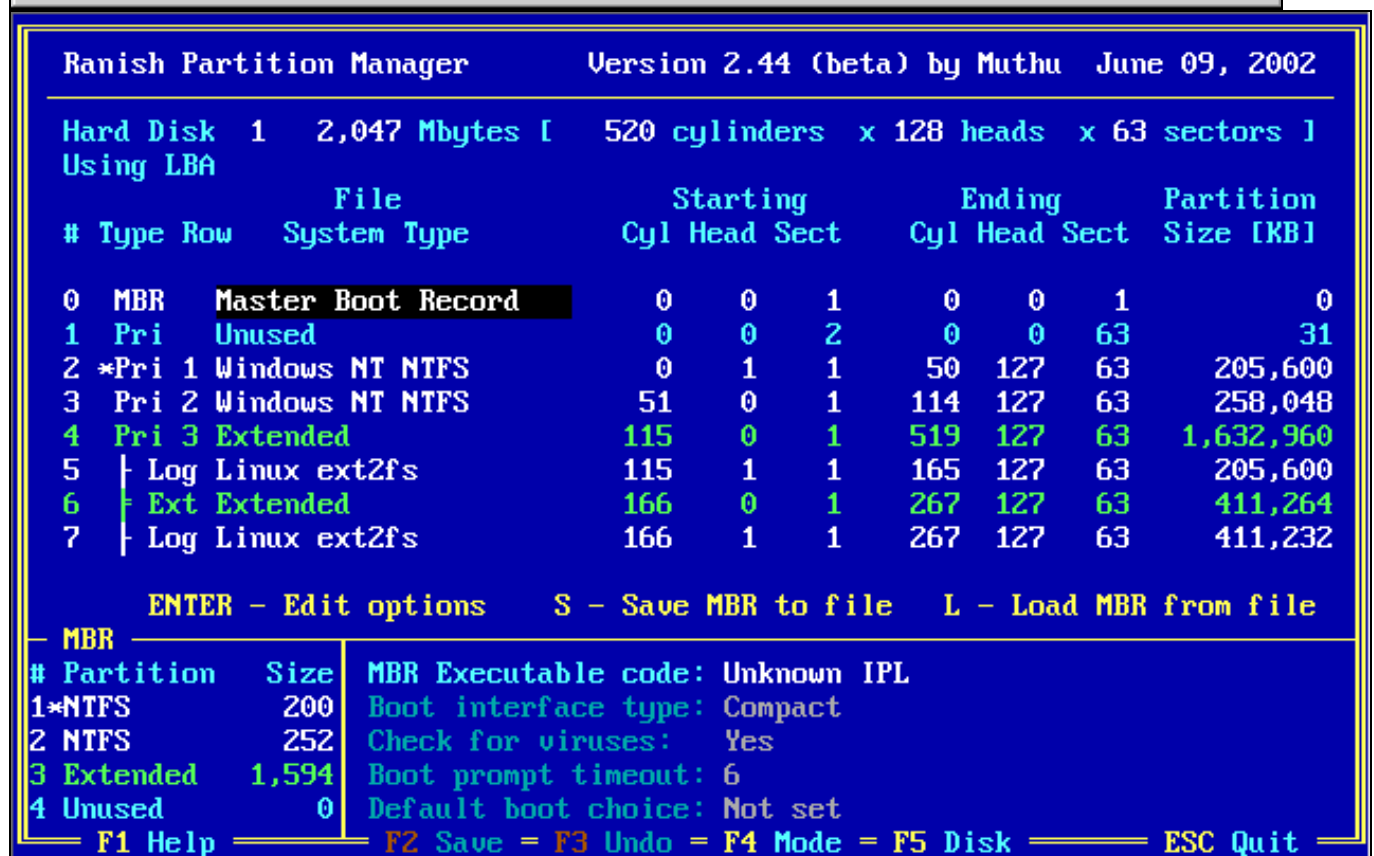 Ranish Partition Manager Version 2.44 (beta) by Muthu June 09, 2002
Hard Disk 1 2,047 Mbytes [ 520 cylinders x 128 heads x 63 sectors ]
Using LBA
File Starting Ending Partition
# Type Row System Type Cyl Head Sect Cyl Head Sect Size [KB]
0 MBR Master Boot Record 0 0 1 0 0 1 0
1 Pri Unused 0 0 2 0 0 63 31
2 *Pri 1 Windows NT NTFS 0 1 1 50 127 63 205,600
3 Pri 2 Windows NT NTFS 51 0 1 114 127 63 258,048
4 Pri 3 Extended 115 0 1 519 127 63 1,632,960
5 ├ Log Linux ext2fs 115 1 1 165 127 63 205,600
6 ╞ Ext Extended 166 0 1 267 127 63 411,264
7 ├ Log Linux ext2fs 166 1 1 267 127 63 411,232
ENTER - Edit options S - Save MBR to file L - Load MBR from file
MBR
# Partition Size MBR Executable code: Unknown IPL
1*NTFS 200 Boot interface type: Compact
2 NTFS 252 Check for viruses: Yes
3 Extended 1,594 Boot prompt timeout: 6
4 Unused 0 Default boot choice: Not set
F1 Help F2 Save = F3 Undo = F4 Mode = F5 Disk ESC Quit